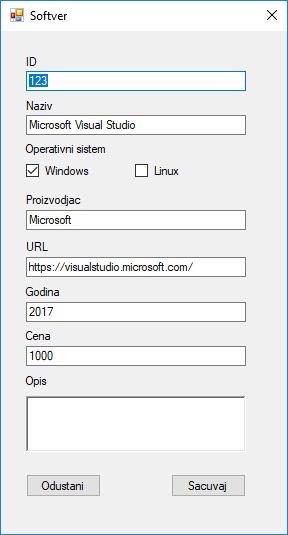 Softver
ID
123
Naziv
Microsoft Visual Studio
Operativni sistem
Windows Linux
Proizvodjac
Microsoft
URL
https://visualstudio.microsoft.com/
Godina
2017
Cena
1000
Opis
Odustani Sacuvaj